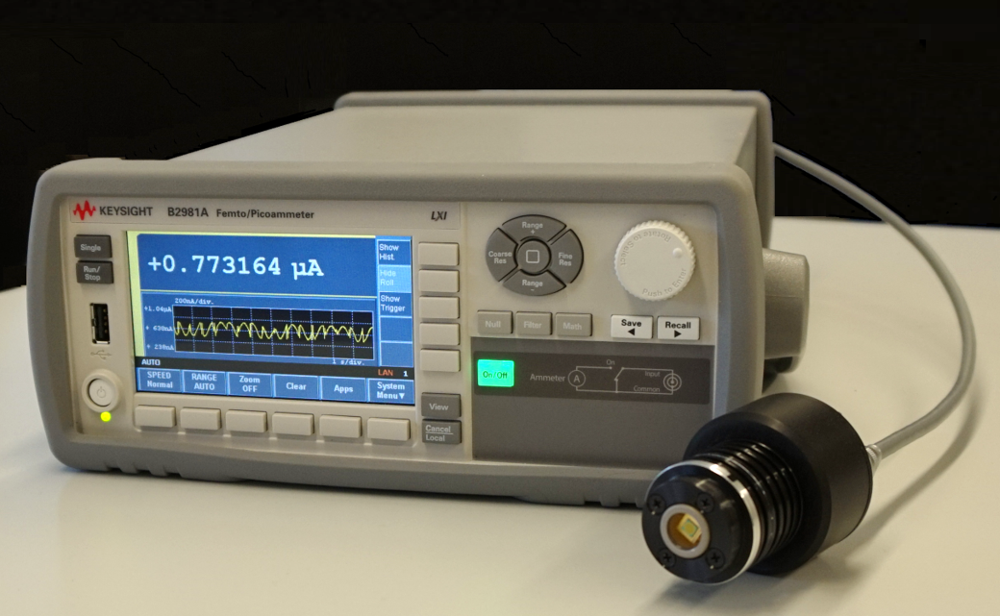 KEYSIGHT B2981A Femto/Picoammeter LXI
Single
Run/
Stop
+0.773164 µA
Show
Hist.
Hide
Roll
Show
Trigger
200nA/div.
+1.04µA
+ 638nA
+ 238nA
1 s/div.
AUTO
LAN 1
SPEED
Normal
RANGE
AUTO
Zoom
OFF
Clear
Apps
System
Menu▼
View
Cancel
Local
Range
+
Coarse
Res
Fine
Res
Range
-
Push to Enter
Null
Filter
Math
Save
◀
Recall
▶
On/Off
Ammeter
A
On
Input
Common